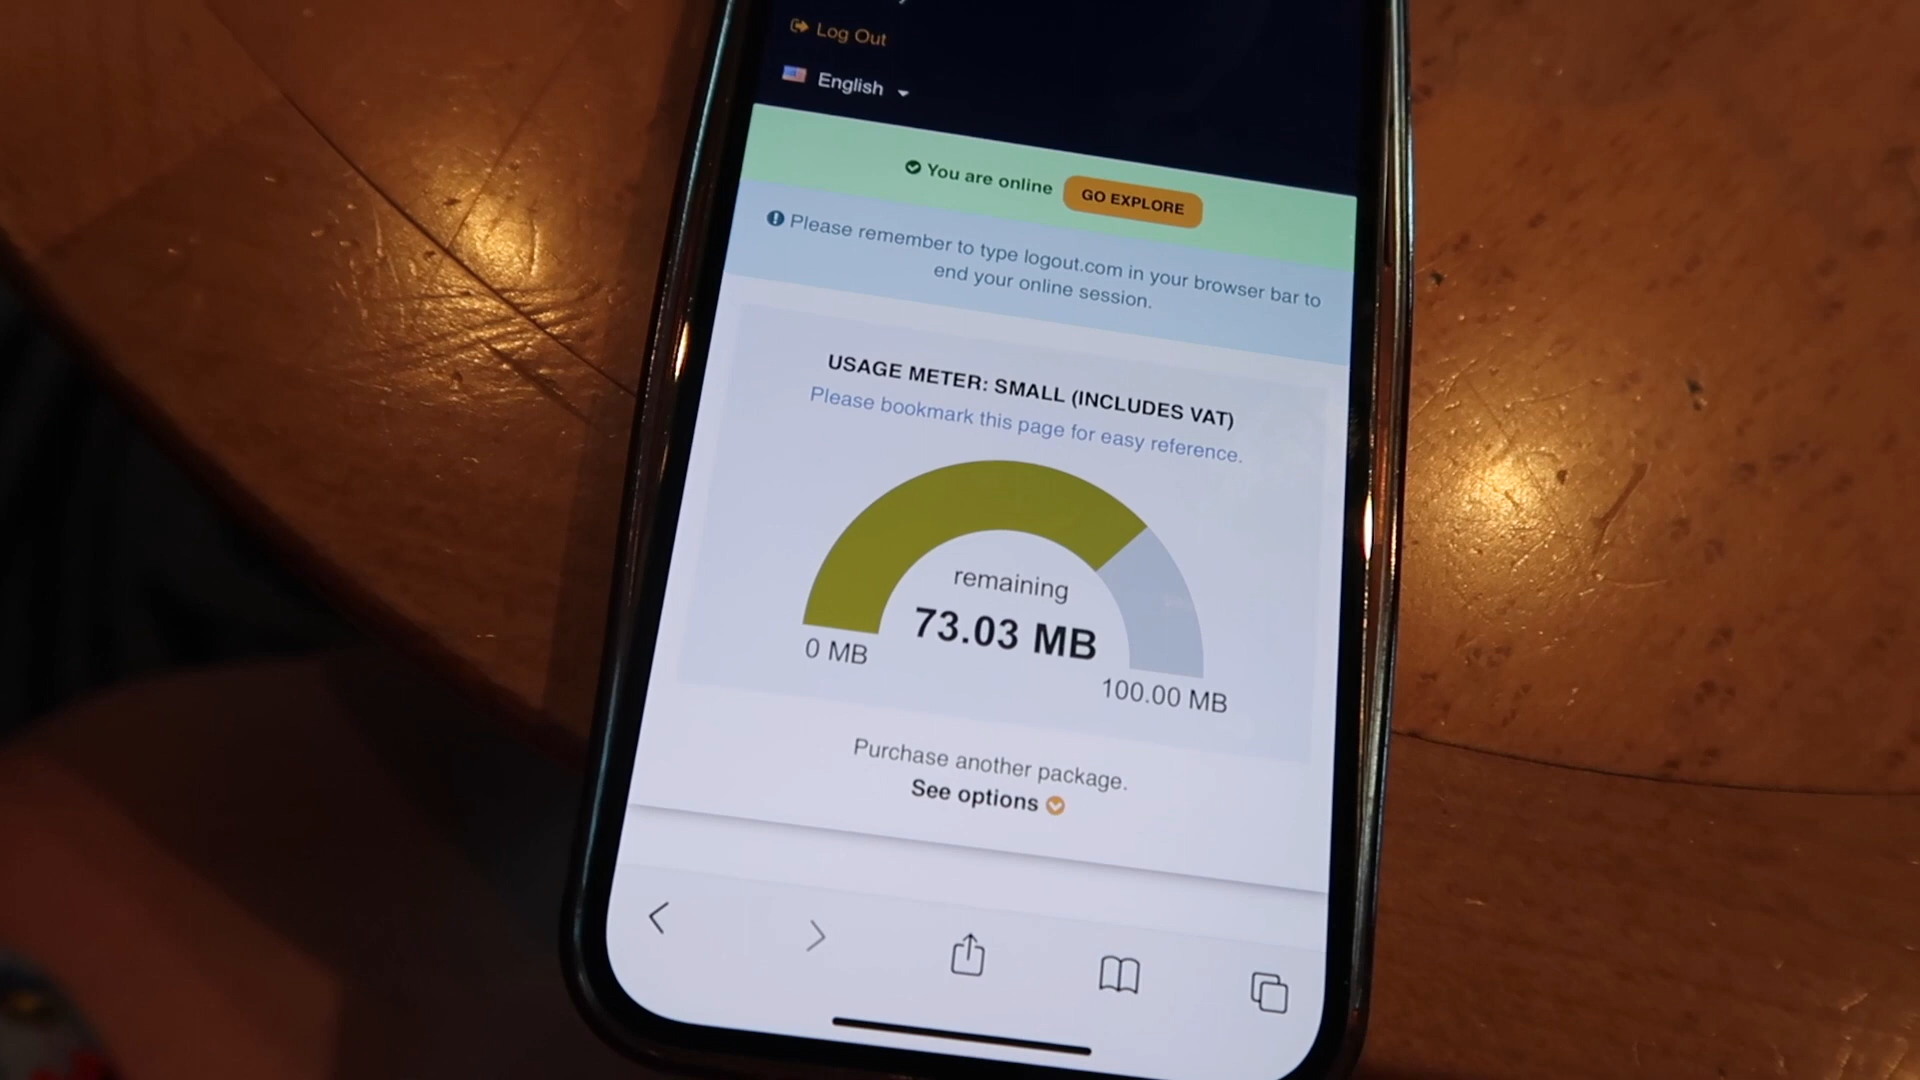 Log Out
English
You are online GO EXPLORE
Please remember to type logout.com in your browser bar to
end your online session.
USAGE METER: SMALL (INCLUDES VAT)
Please bookmark this page for easy reference.
remaining
73.03 MB
0 MB
100.00 MB
Purchase another package.
See options